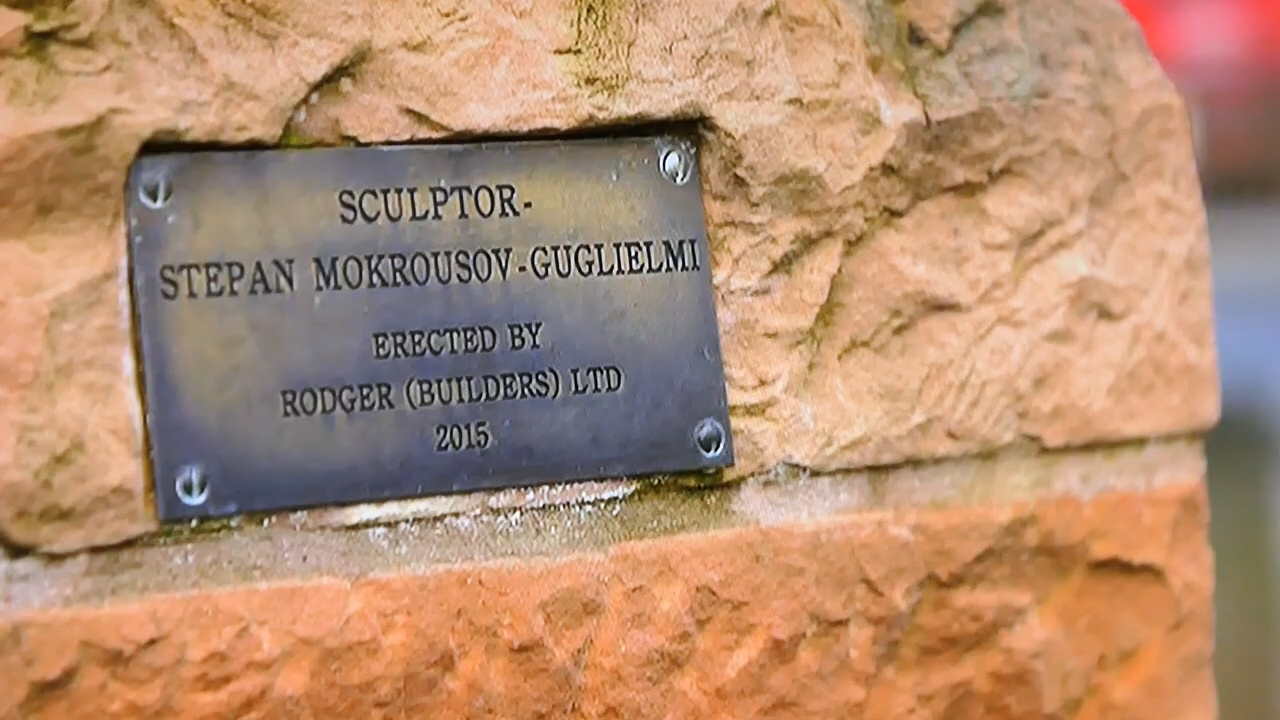 SCULPTOR-
STEPAN MOKROUSOV-GUGLIELMI
ERECTED BY
RODGER (BUILDERS) LTD
2015